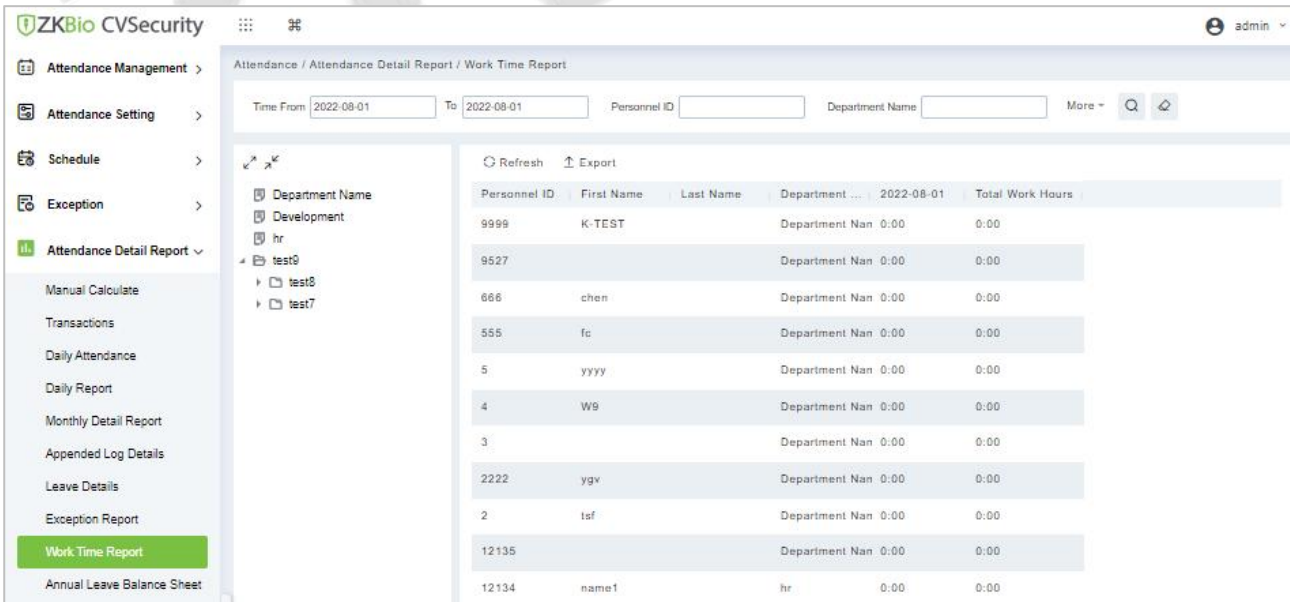 ZKBio CVSecurity
admin
Attendance Management
Attendance Setting
Schedule
Exception
Attendance Detail Report
Manual Calculate
Transactions
Daily Attendance
Daily Report
Monthly Detail Report
Appended Log Details
Leave Details
Exception Report
Work Time Report
Annual Leave Balance Sheet
Attendance / Attendance Detail Report / Work Time Report
Time From 2022-08-01 To 2022-08-01 Personnel ID Department Name More
Department Name
Development
hr
test9
test8
test7
Refresh Export
Personnel ID First Name Last Name Department ... 2022-08-01 Total Work Hours
9999 K-TEST Department Nan 0:00 0:00
9527 Department Nan 0:00 0:00
666 chen Department Nan 0:00 0:00
555 fc Department Nan 0:00 0:00
5 yyyy Department Nan 0:00 0:00
4 W9 Department Nan 0:00 0:00
3 Department Nan 0:00 0:00
2222 ygv Department Nan 0:00 0:00
2 tsf Department Nan 0:00 0:00
12135 Department Nan 0:00 0:00
12134 name1 hr 0:00 0:00